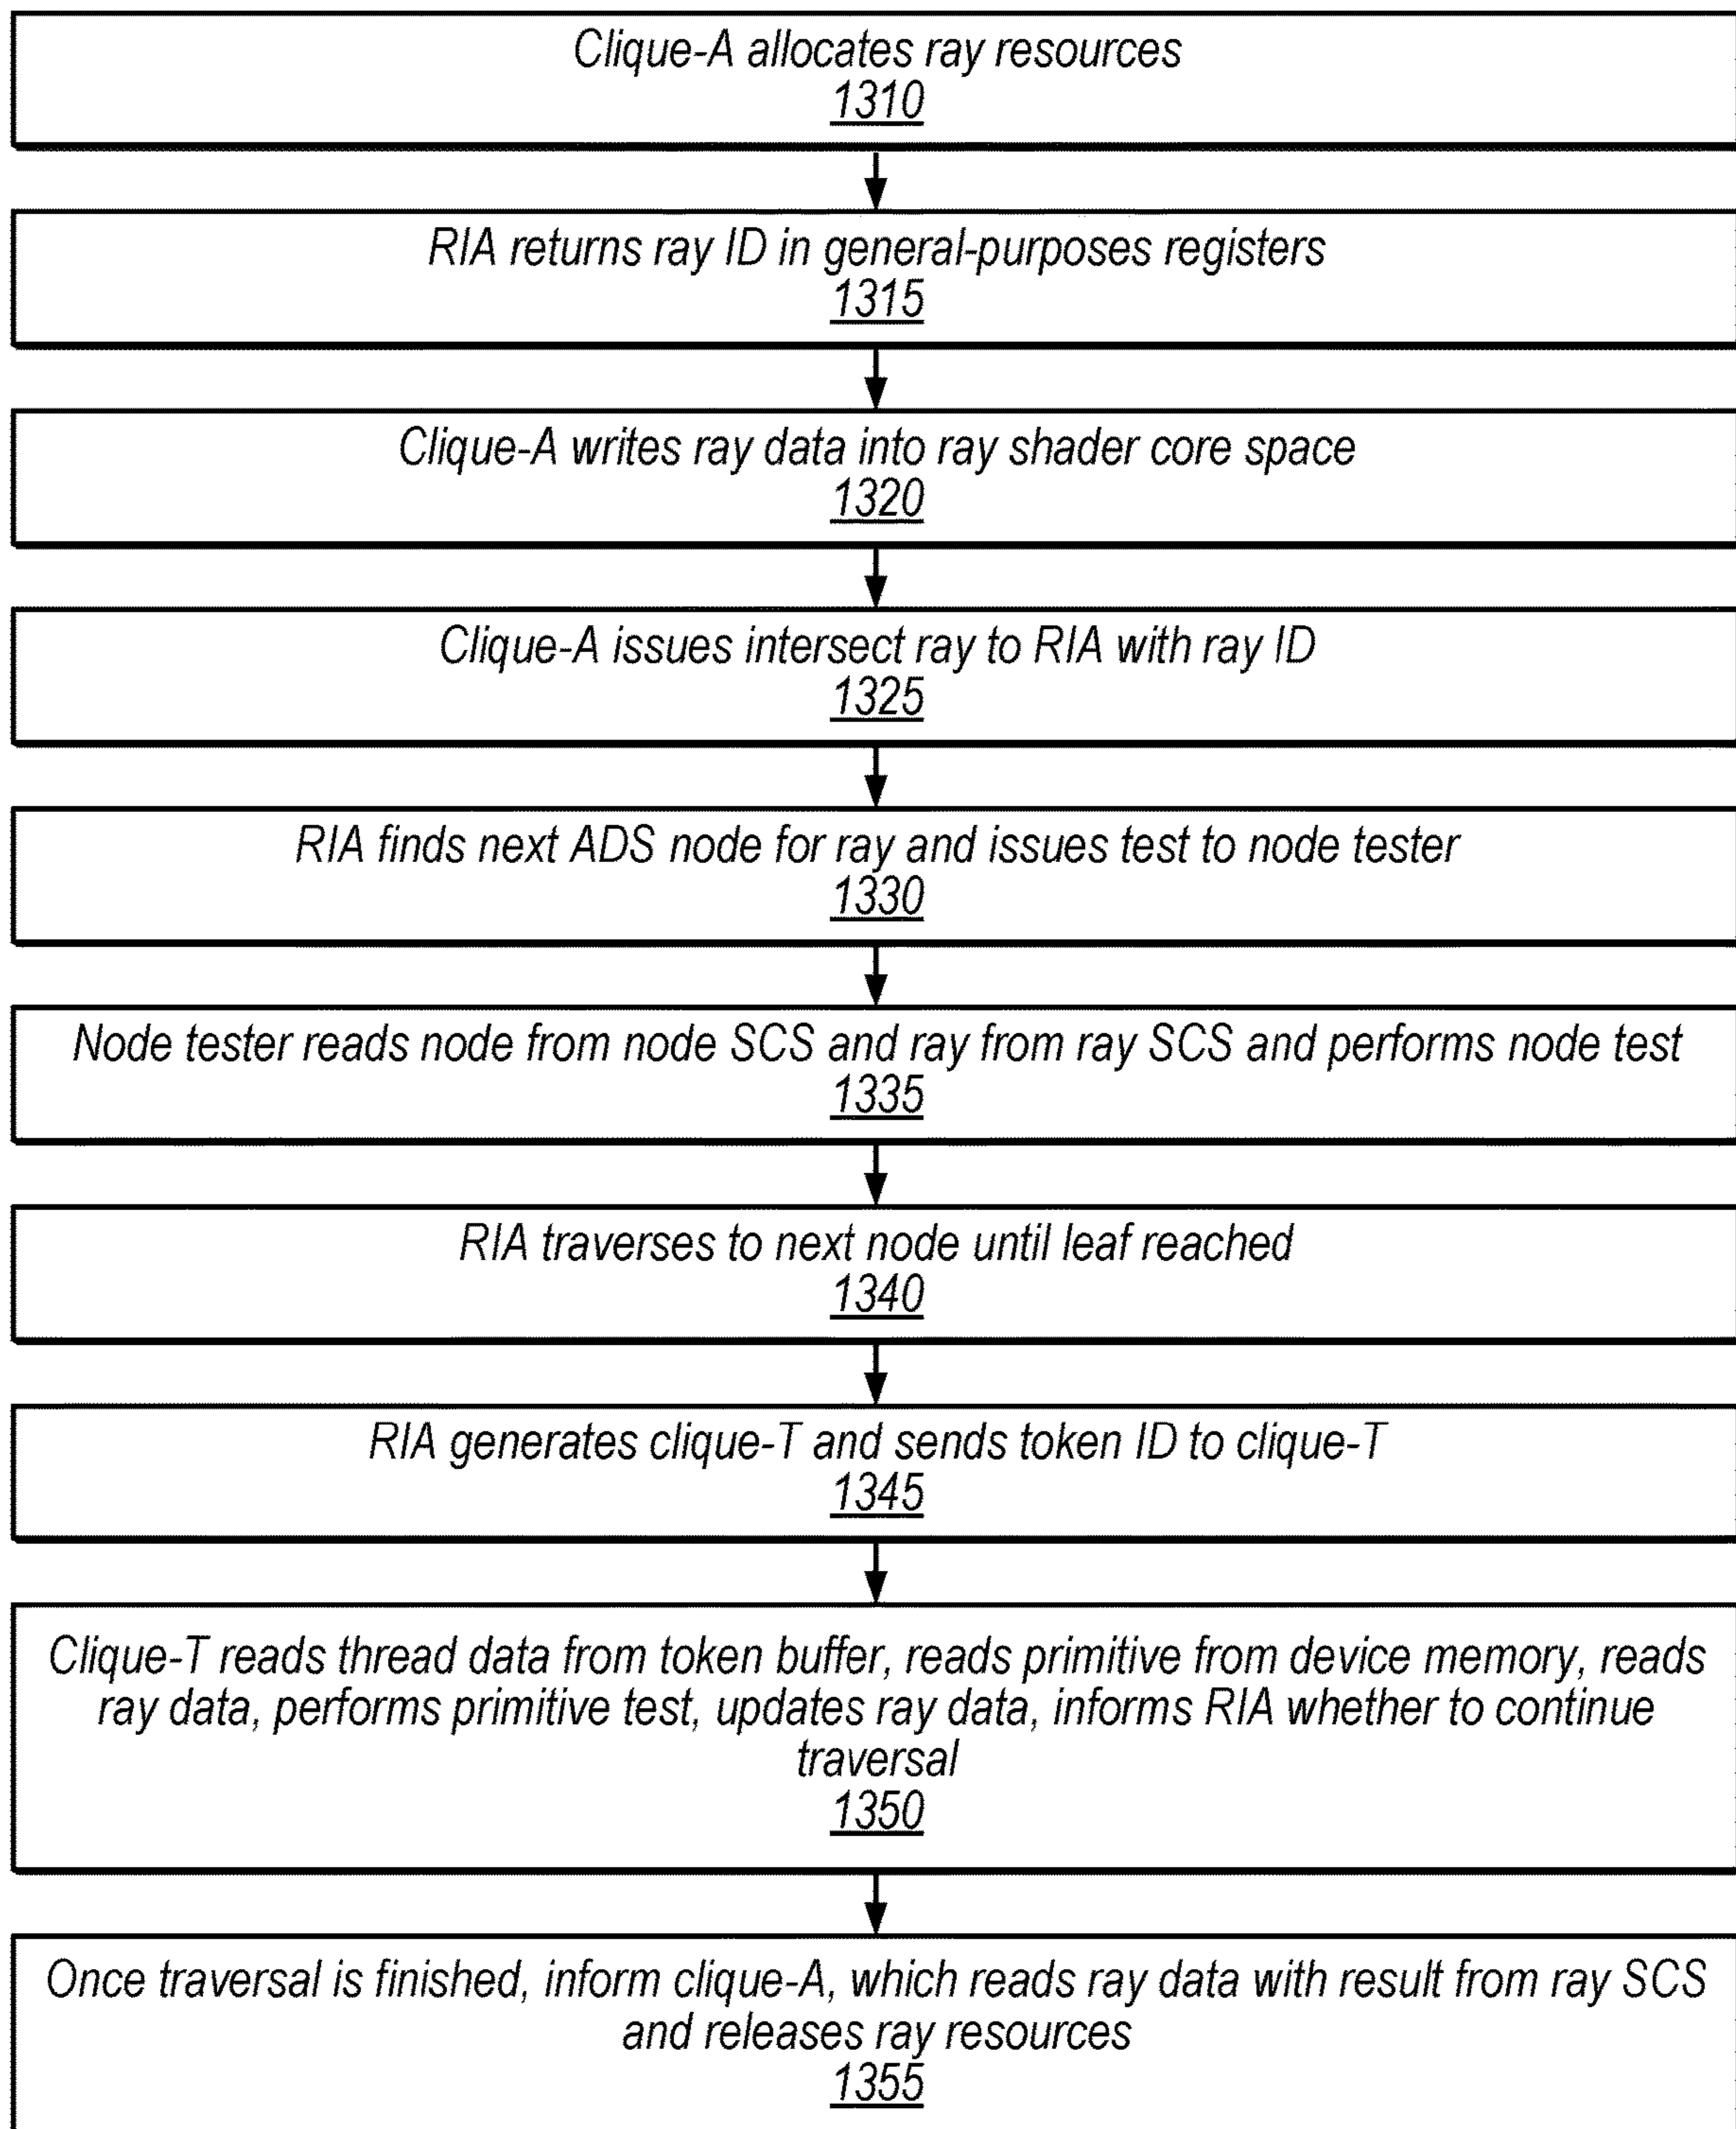 Clique-A allocates ray resources
1310
RIA returns ray ID in general-purposes registers
1315
Clique-A writes ray data into ray shader core space
1320
Clique-A issues intersect ray to RIA with ray ID
1325
RIA finds next ADS node for ray and issues test to node tester
1330
Node tester reads node from node SCS and ray from ray SCS and performs node test
1335
RIA traverses to next node until leaf reached
1340
RIA generates clique-T and sends token ID to clique-T
1345
Clique-T reads thread data from token buffer, reads primitive from device memory, reads
ray data, performs primitive test, updates ray data, informs RIA whether to continue
traversal
1350
Once traversal is finished, inform clique-A, which reads ray data with result from ray SCS
and releases ray resources
1355